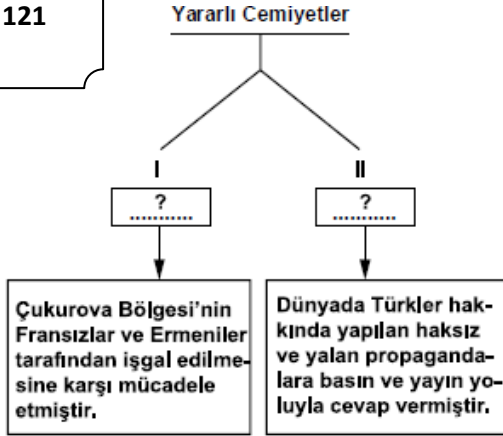 121
Yararlı Cemiyetler
I
II
?
...........
?
...........
Çukurova Bölgesi'nin
Fransızlar ve Ermeniler
tarafından işgal edilme-
sine karşı mücadele
etmiştir.
Dünyada Türkler hak-
kında yapılan haksız
ve yalan propaganda-
lara basın ve yayın yo-
luyla cevap vermiştir.